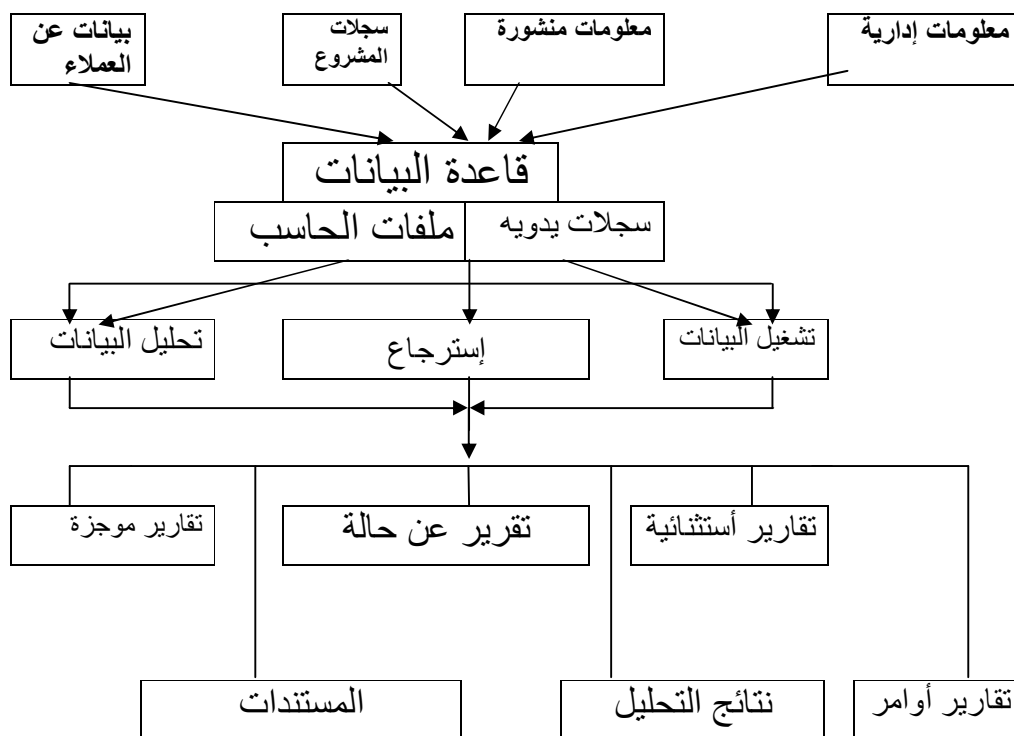 معلومات إدارية
معلومات منشورة
سجلات
المشروع
بيانات عن
العملاء
قاعدة البيانات
سجلات يدويه
ملفات الحاسب
تشغيل البيانات
إسترجاع
تحليل البيانات
تقارير أستثنائية
تقرير عن حالة
تقارير موجزة
تقارير أوامر
نتائج التحليل
المستندات